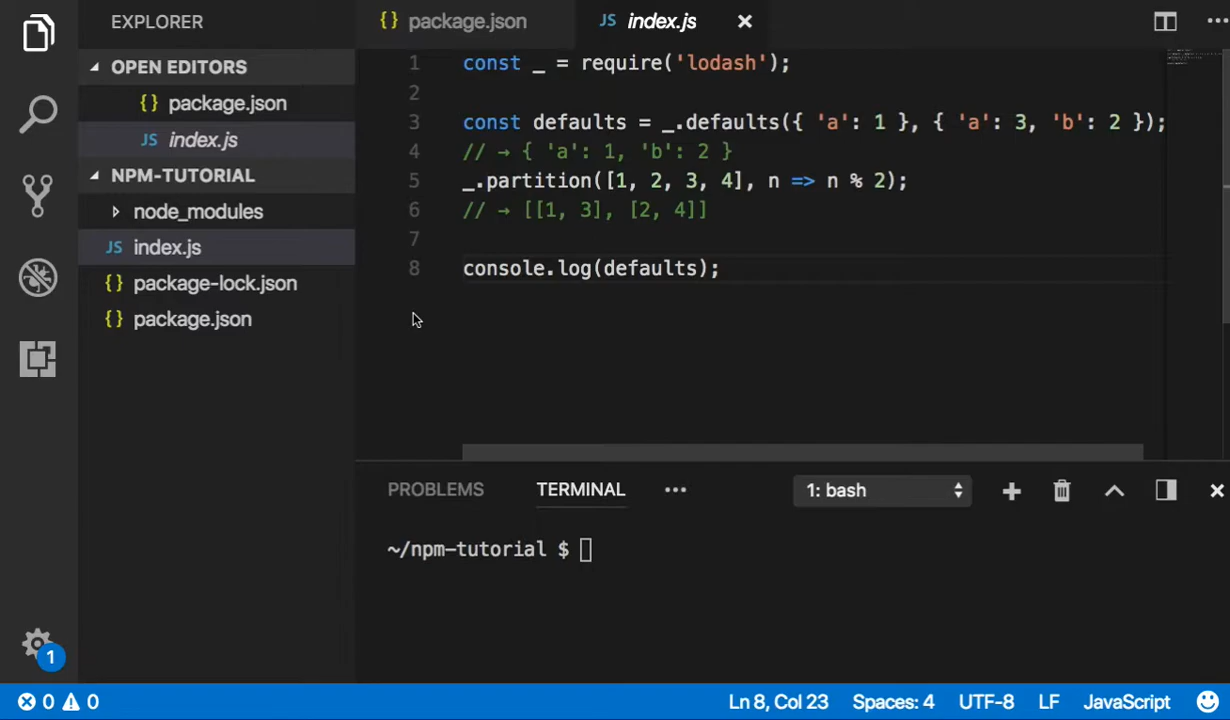 EXPLORER
OPEN EDITORS
{} package.json
JS index.js
NPM-TUTORIAL
node_modules
JS index.js
{} package-lock.json
{} package.json
{} package.json JS index.js
1 const _ = require('lodash');
2
3 const defaults = _.defaults({ 'a': 1 }, { 'a': 3, 'b': 2 });
4 // → { 'a': 1, 'b': 2 }
5 _.partition([1, 2, 3, 4], n => n % 2);
6 // → [[1, 3], [2, 4]]
7
8 console.log(defaults);
PROBLEMS TERMINAL ••• 1: bash
~/npm-tutorial $
1
0 0 Ln 8, Col 23 Spaces: 4 UTF-8 LF JavaScript